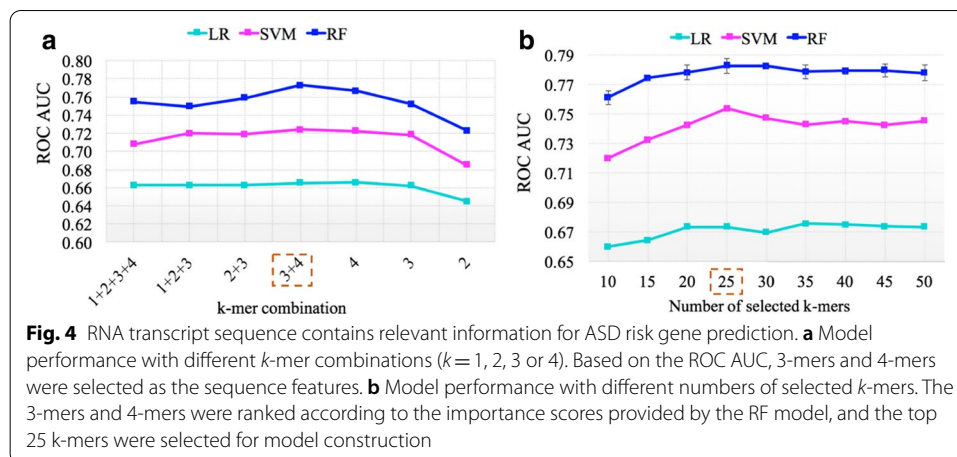 a
LR SVM RF
ROC AUC
0.80
0.78
0.76
0.74
0.72
0.70
0.68
0.66
0.64
0.62
0.60
1+2+3+4 1+2+3 2+3 3+4 4 3 2
k-mer combination
b
LR SVM RF
ROC AUC
0.79
0.77
0.75
0.73
0.71
0.69
0.67
0.65
10 15 20 25 30 35 40 45 50
Number of selected k-mers
Fig. 4 RNA transcript sequence contains relevant information for ASD risk gene prediction. a Model
performance with different k-mer combinations (k = 1, 2, 3 or 4). Based on the ROC AUC, 3-mers and 4-mers
were selected as the sequence features. b Model performance with different numbers of selected k-mers. The
3-mers and 4-mers were ranked according to the importance scores provided by the RF model, and the top
25 k-mers were selected for model construction